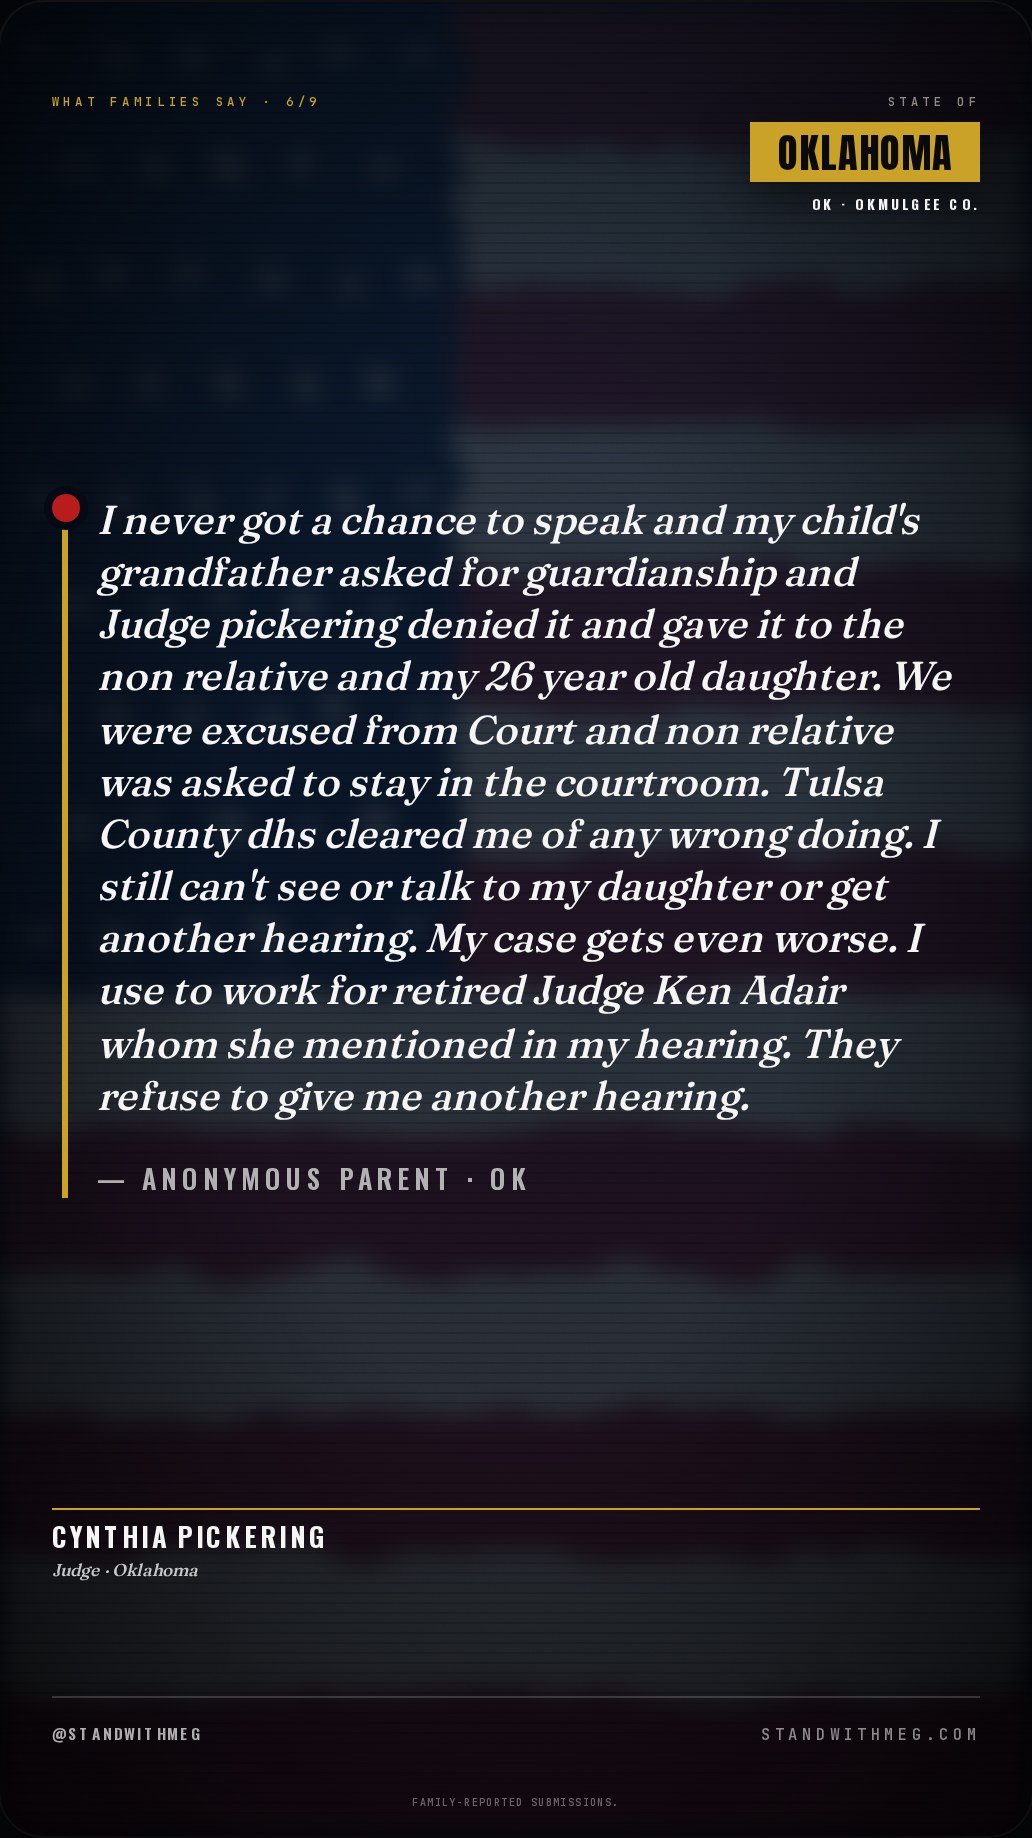 WHAT FAMILIES SAY · 6/9
STATE OF
OKLAHOMA
OK · OKMULGEE CO.
I never got a chance to speak and my child's
grandfather asked for guardianship and
Judge pickering denied it and gave it to the
non relative and my 26 year old daughter. We
were excused from Court and non relative
was asked to stay in the courtroom. Tulsa
County dhs cleared me of any wrong doing. I
still can't see or talk to my daughter or get
another hearing. My case gets even worse. I
use to work for retired Judge Ken Adair
whom she mentioned in my hearing. They
refuse to give me another hearing.
— ANONYMOUS PARENT · OK
CYNTHIA PICKERING
Judge · Oklahoma
@STANDWITHMEG
STANDWITHMEG.COM
FAMILY-REPORTED SUBMISSIONS.